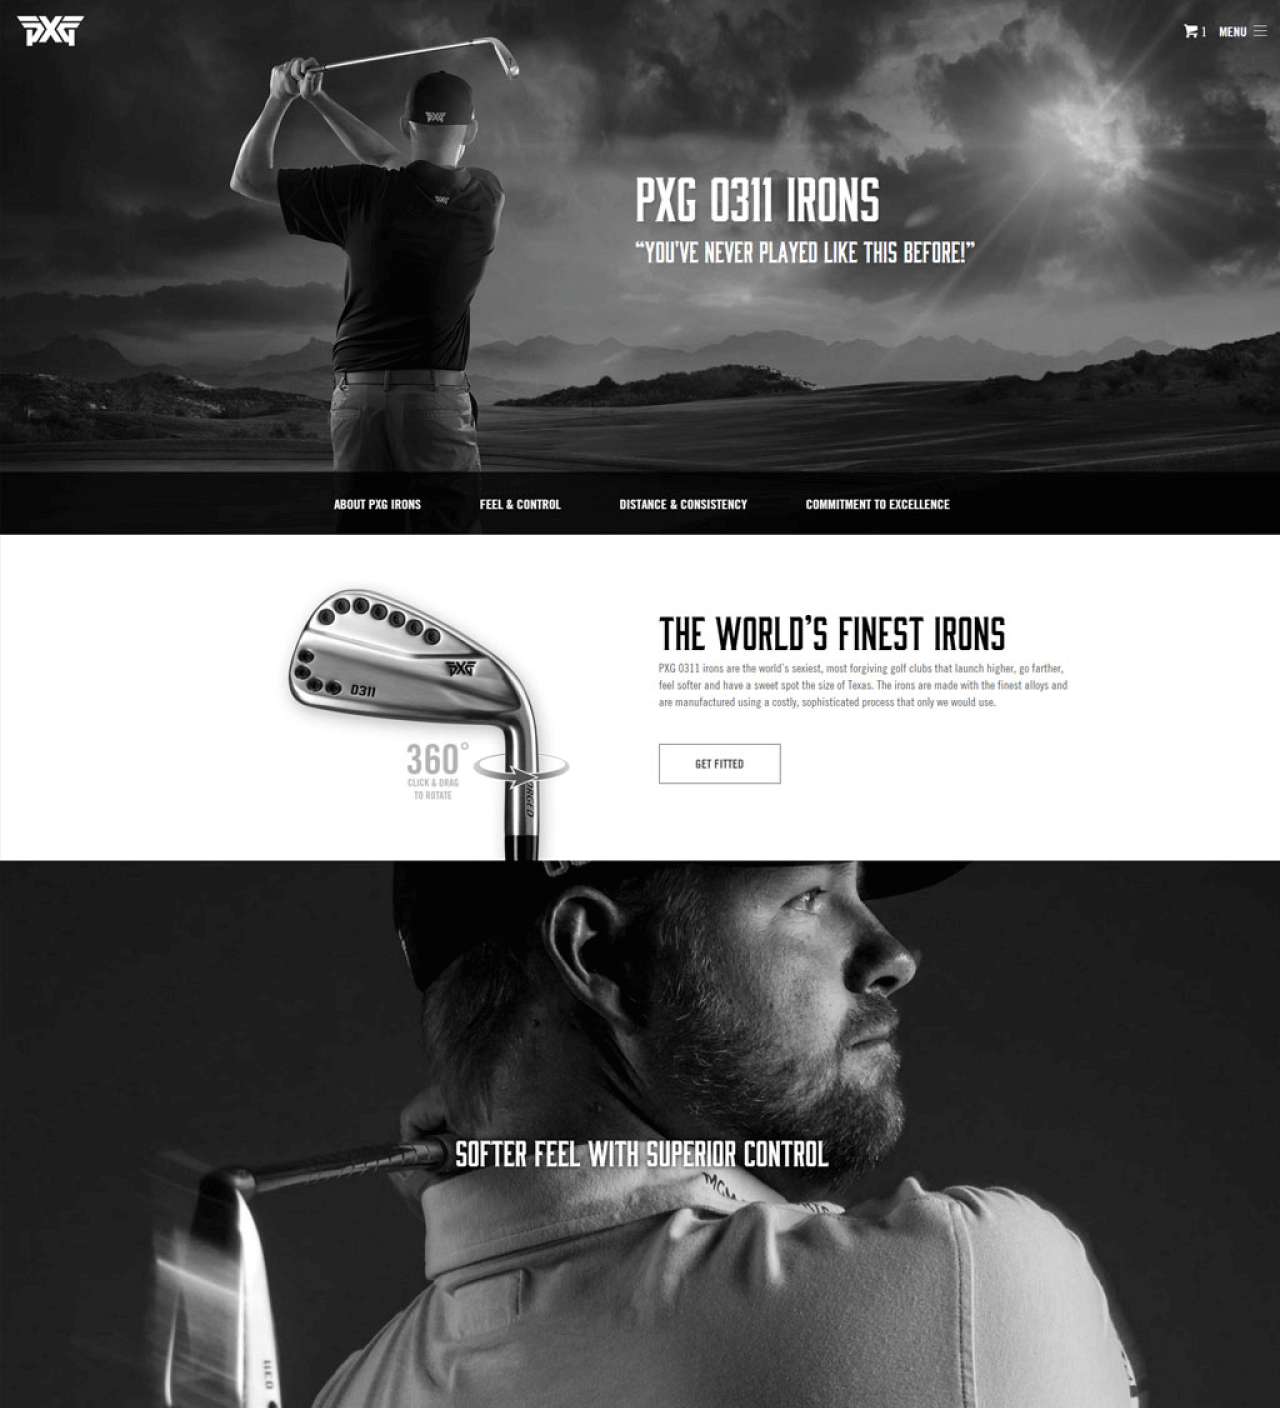 PXG
1 MENU
PXG
PXG 0311 IRONS
“YOU'VE NEVER PLAYED LIKE THIS BEFORE!”
ABOUT PXG IRONS FEEL & CONTROL DISTANCE & CONSISTENCY COMMITMENT TO EXCELLENCE
THE WORLD’S FINEST IRONS
PXG 0311 irons are the world's sexiest, most forgiving golf clubs that launch higher, go farther,
feel softer and have a sweet spot the size of Texas. The irons are made with the finest alloys and
are manufactured using a costly, sophisticated process that only we would use.
GET FITTED
PXG
0311
360°
CLICK & DRAG
TO ROTATE
SOFTER FEEL WITH SUPERIOR CONTROL